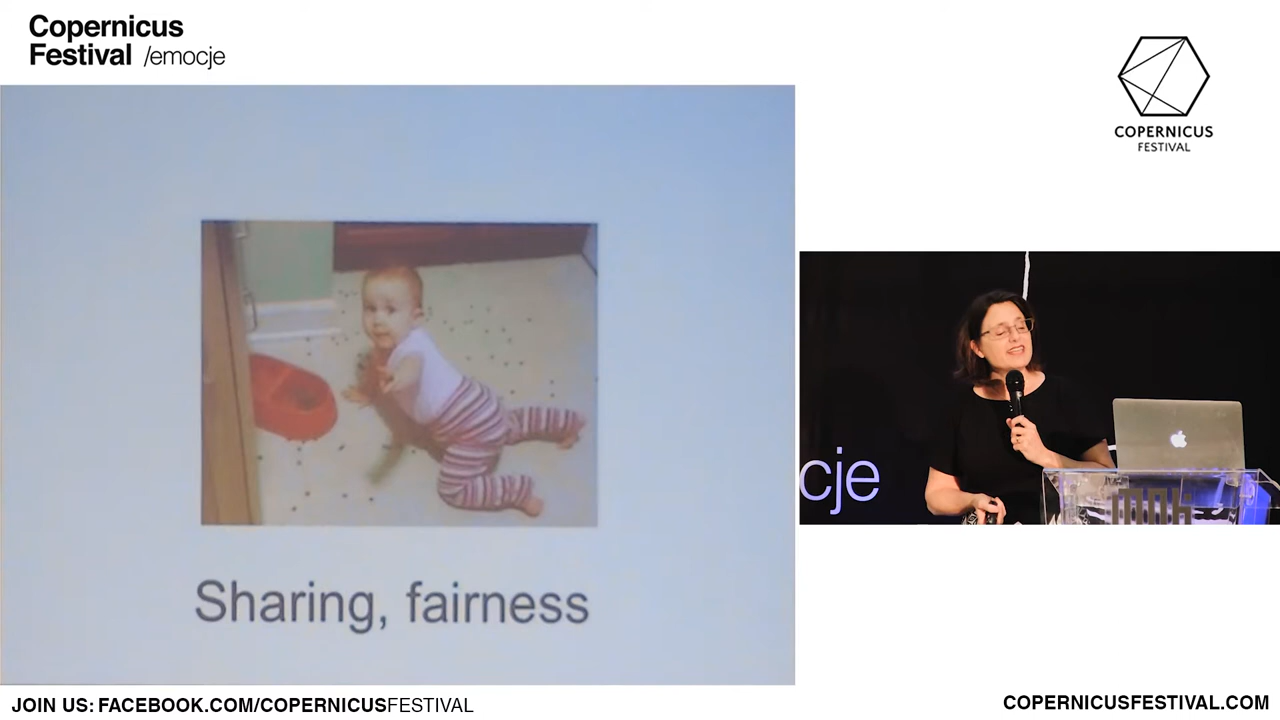 Copernicus
Festival /emocje
COPERNICUS
FESTIVAL
Sharing, fairness
cje
JOIN US: FACEBOOK.COM/COPERNICUSFESTIVAL
COPERNICUSFESTIVAL.COM